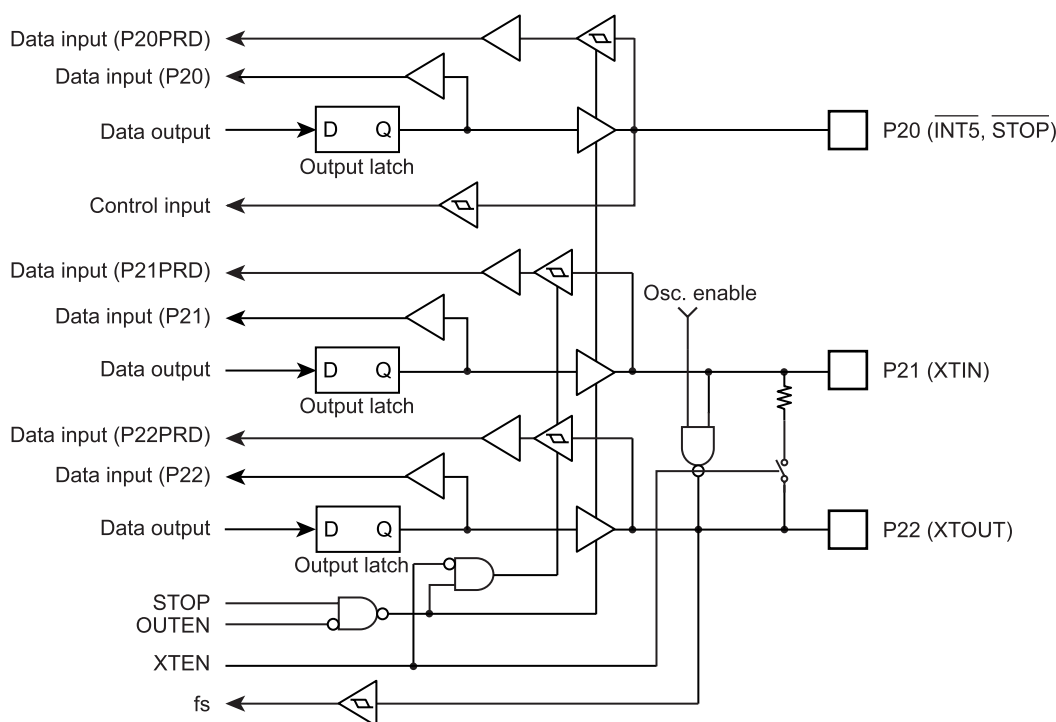 Data input (P20PRD)
Data input (P20)
Data output
D Q
Output latch
P20 (INT5, STOP)
Control input
Data input (P21PRD)
Osc. enable
Data input (P21)
Data output
D Q
Output latch
P21 (XTIN)
Data input (P22PRD)
Data input (P22)
Data output
D Q
Output latch
P22 (XTOUT)
STOP
OUTEN
XTEN
fs